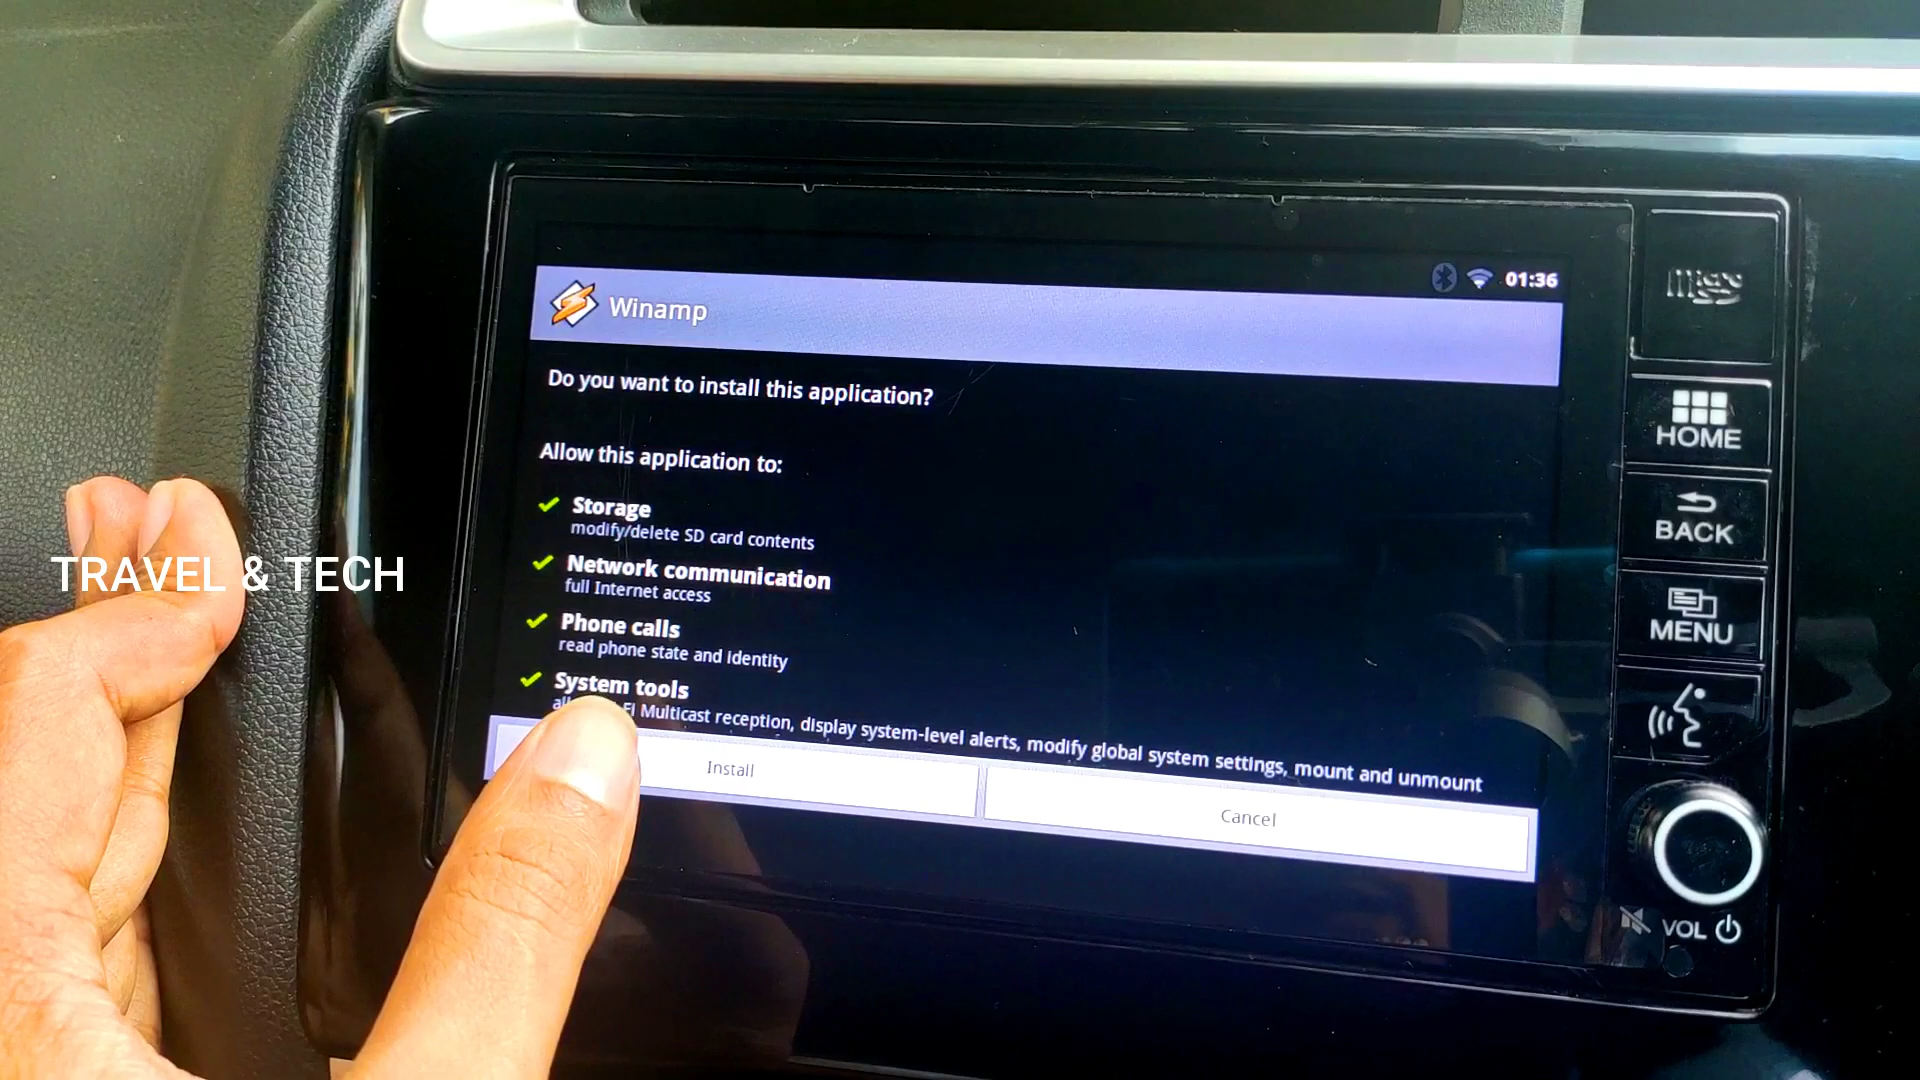 01:36
Winamp
Do you want to install this application?
Allow this application to:
Storage
modify/delete SD card contents
Network communication
full Internet access
Phone calls
read phone state and identity
System tools
Multicast reception, display system-level alerts, modify global system settings, mount and unmount
Install
Cancel
micro
SD
HOME
BACK
MENU
VOL
TRAVEL & TECH